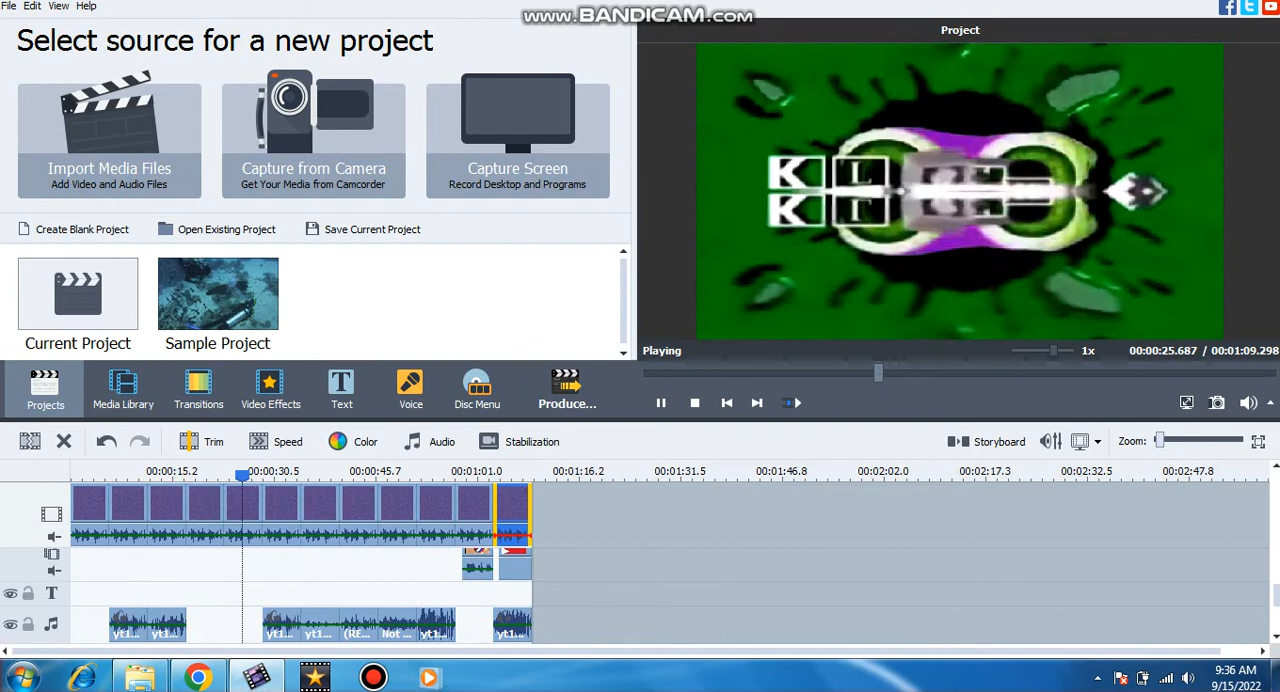 File Edit View Help
www.BANDICAM.com
Select source for a new project
Project
Import Media Files
Add Video and Audio Files
Capture from Camera
Get Your Media from Camcorder
Capture Screen
Record Desktop and Programs
Create Blank Project
Open Existing Project
Save Current Project
K L
K
Current Project
Sample Project
Playing
1x
00:00:25.687 / 00:01:09.298
Projects
Media Library
Transitions
Video Effects
Text
Voice
Disc Menu
Produce...
Trim
Speed
Color
Audio
Stabilization
Storyboard
Zoom:
00:00:15.2 00:00:30.5 00:00:45.7 00:01:01.0 00:01:16.2 00:01:31.5 00:01:46.8 00:02:02.0 00:02:17.3 00:02:32.5 00:02:47.8
T
yt1... yt1... yt1... yt1... (RE... Not ... yt1... yt1...
9:36 AM
9/15/2022